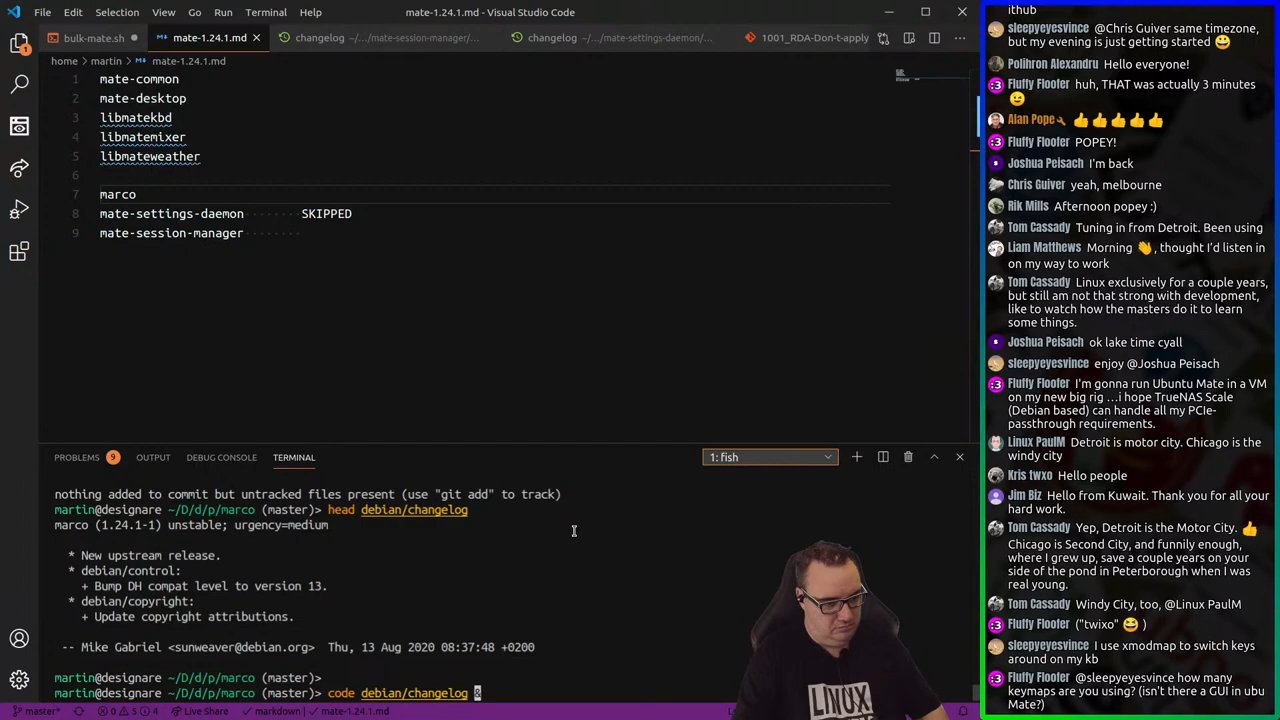 File Edit Selection View Go Run Terminal Help
mate-1.24.1.md - Visual Studio Code
bulk-mate.sh
mate-1.24.1.md
changelog ~/.../mate-session-manager/...
changelog ~/.../mate-settings-daemon/...
1001_RDA-Don-t-apply
home > martin > mate-1.24.1.md
1 mate-common
2 mate-desktop
3 libmatekbd
4 libmatemixer
5 libmateweather
6
7 marco
8 mate-settings-daemon ········ SKIPPED
9 mate-session-manager ········
PROBLEMS 9 OUTPUT DEBUG CONSOLE TERMINAL
1: fish
nothing added to commit but untracked files present (use "git add" to track)
martin@designare ~/D/d/p/marco (master)> head debian/changelog
marco (1.24.1-1) unstable; urgency=medium
* New upstream release.
* debian/control:
+ Bump DH compat level to version 13.
* debian/copyright:
+ Update copyright attributions.
-- Mike Gabriel <sunweaver@debian.org>  Thu, 13 Aug 2020 08:37:48 +0200
martin@designare ~/D/d/p/marco (master)>
martin@designare ~/D/d/p/marco (master)> code debian/changelog &
master* 0 5 4 Live Share markdown mate-1.24.1.md
LINUX
ithub
sleepyeyesvince @Chris Guiver same timezone,
but my evening is just getting started 😀
Polihron Alexandru Hello everyone!
Fluffy Floofer huh, THAT was actually 3 minutes
😉
Alan Pope 👍👍👍👍👍
Fluffy Floofer POPEY!
Joshua Peisach I'm back
Chris Guiver yeah, melbourne
Rik Mills Afternoon popey :)
Tom Cassady Tuning in from Detroit. Been using
Liam Matthews Morning 👋, thought I'd listen in
on my way to work
Tom Cassady Linux exclusively for a couple years,
but still am not that strong with development,
like to watch how the masters do it to learn
some things.
Joshua Peisach ok lake time cyall
sleepyeyesvince enjoy @Joshua Peisach
Fluffy Floofer I'm gonna run Ubuntu Mate in a VM
on my new big rig …i hope TrueNAS Scale
(Debian based) can handle all my PCIe-
passthrough requirements.
Linux PaulM Detroit is motor city. Chicago is the
windy city
Kris twxo Hello people
Jim Biz Hello from Kuwait. Thank you for all your
hard work.
Tom Cassady Yep, Detroit is the Motor City. 👍
Chicago is Second City, and funnily enough,
where I grew up, save a couple years on your
side of the pond in Peterborough when I was
real young.
Tom Cassady Windy City, too, @Linux PaulM
Fluffy Floofer ("twixo" 😄 )
sleepyeyesvince I use xmodmap to switch keys
around on my kb
Fluffy Floofer @sleepyeyesvince how many
keymaps are you using? (isn't there a GUI in ubu
Mate?)